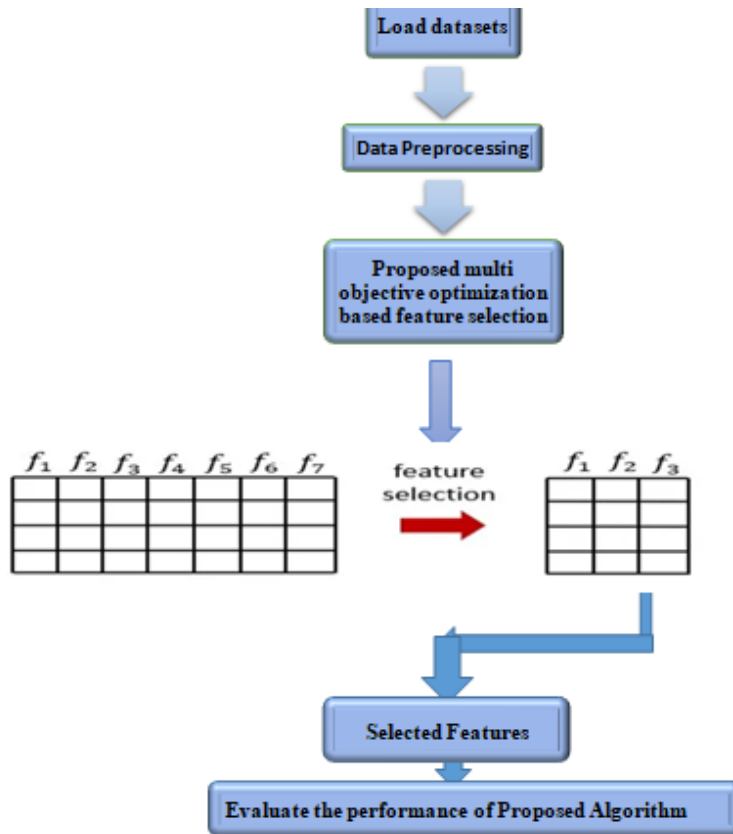 Load datasets
Data Preprocessing
Proposed multi
objective optimization
based feature selection
f₁ f₂ f₃ f₄ f₅ f₆ f₇
feature
selection
f₁ f₂ f₃
Selected Features
Evaluate the performance of Proposed Algorithm